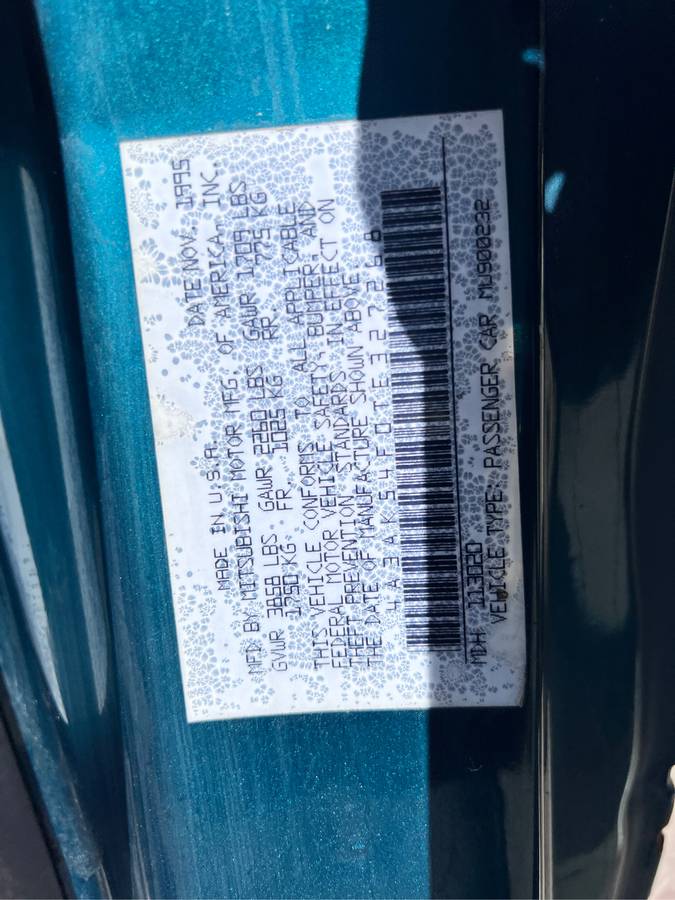 MADE IN U.S.A. DATE NOV. 1995
MFD BY MITSUBISHI MOTOR MFG. OF AMERICA, INC.
GVWR 3858 LBS GAWR 2260 LBS GAWR 1709 LBS
1750 KG FR. 1025 KG RR. 775 KG
THIS VEHICLE CONFORMS TO ALL APPLICABLE
FEDERAL MOTOR VEHICLE SAFETY, BUMPER, AND
THEFT PREVENTION STANDARDS IN EFFECT ON
THE DATE OF MANUFACTURE SHOWN ABOVE.
4A3AK54F0TE327268
MDH 113120
VEHICLE TYPE: PASSENGER CAR MU900232